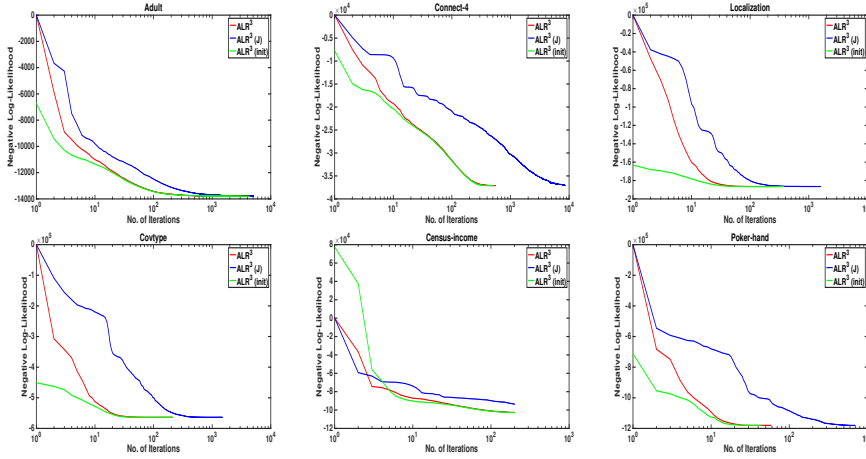 Adult
Negative Log-Likelihood
0
-2000
-4000
-6000
-8000
-10000
-12000
-14000
10⁰ 10¹ 10² 10³ 10⁴
No. of Iterations
ALR³
ALR³ (J)
ALR³ (init)
Connect-4
×10⁴
Negative Log-Likelihood
0
-0.5
-1
-1.5
-2
-2.5
-3
-3.5
-4
10⁰ 10¹ 10² 10³ 10⁴
No. of Iterations
ALR³
ALR³ (J)
ALR³ (init)
Localization
×10⁵
Negative Log-Likelihood
0
-0.2
-0.4
-0.6
-0.8
-1
-1.2
-1.4
-1.6
-1.8
-2
10⁰ 10¹ 10² 10³
No. of Iterations
ALR³
ALR³ (J)
ALR³ (init)
Covtype
×10⁵
Negative Log-Likelihood
0
-1
-2
-3
-4
-5
-6
10⁰ 10¹ 10² 10³ 10⁴
No. of Iterations
ALR³
ALR³ (J)
ALR³ (init)
Census-income
×10⁴
Negative Log-Likelihood
8
6
4
2
0
-2
-4
-6
-8
-10
-12
10⁰ 10¹ 10² 10³
No. of Iterations
ALR³
ALR³ (J)
ALR³ (init)
Poker-hand
×10⁵
Negative Log-Likelihood
0
-2
-4
-6
-8
-10
-12
10⁰ 10¹ 10²
No. of Iterations
ALR³
ALR³ (J)
ALR³ (init)